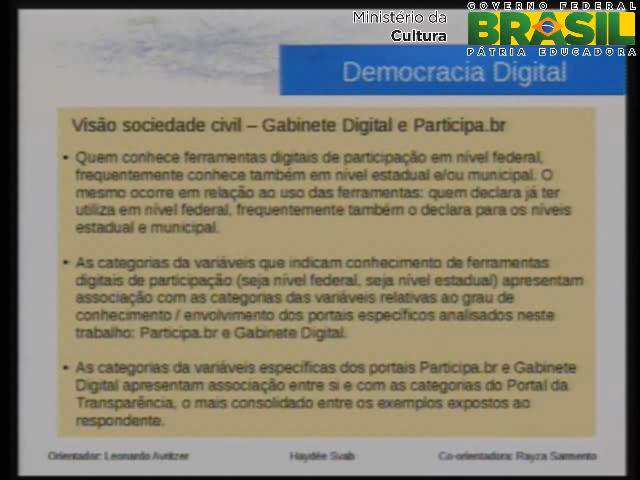 Ministério da
Cultura
GOVERNO FEDERAL
BRASIL
PÁTRIA EDUCADORA
Democracia Digital
Visão sociedade civil – Gabinete Digital e Participa.br
• Quem conhece ferramentas digitais de participação em nível federal,
frequentemente conhece também em nível estadual e/ou municipal. O
mesmo ocorre em relação ao uso das ferramentas: quem declara já ter
utiliza em nível federal, frequentemente também o declara para os níveis
estadual e municipal.
• As categorias da variáveis que indicam conhecimento de ferramentas
digitais de participação (seja nível federal, seja nível estadual) apresentam
associação com as categorias das variáveis relativas ao grau de
conhecimento / envolvimento dos portais específicos analisados neste
trabalho: Participa.br e Gabinete Digital.
• As categorias da variáveis específicas dos portais Participa.br e Gabinete
Digital apresentam associação entre si e com as categorias do Portal da
Transparência, o mais consolidado entre os exemplos expostos ao
respondente.
Orientador: Leonardo Avritzer
Haydée Svab
Co-orientadora: Rayza Sarmento